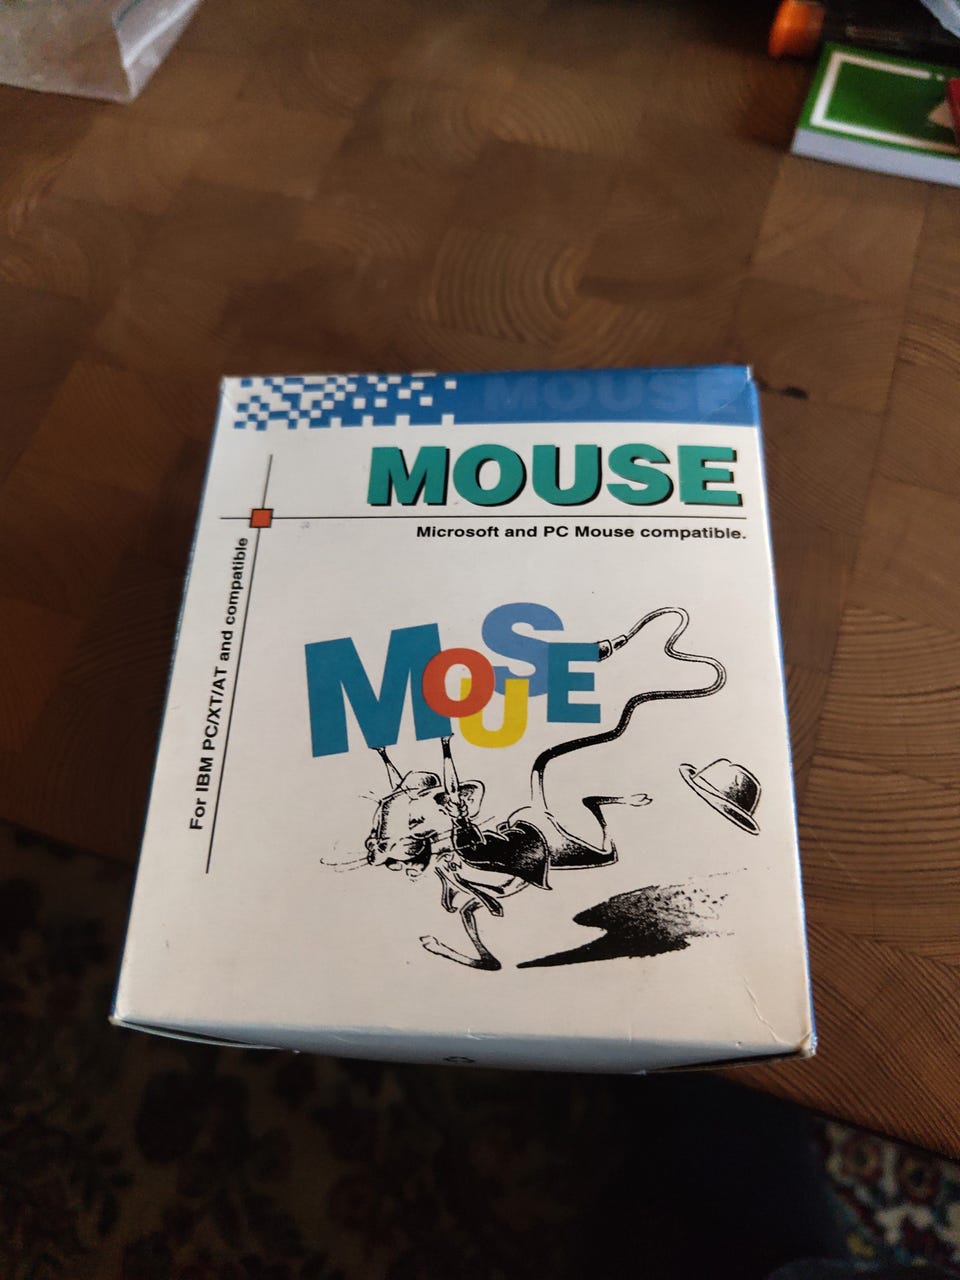 MOUSE
MOUSE
Microsoft and PC Mouse compatible.
For IBM PC/XT/AT and compatible
MOUSE